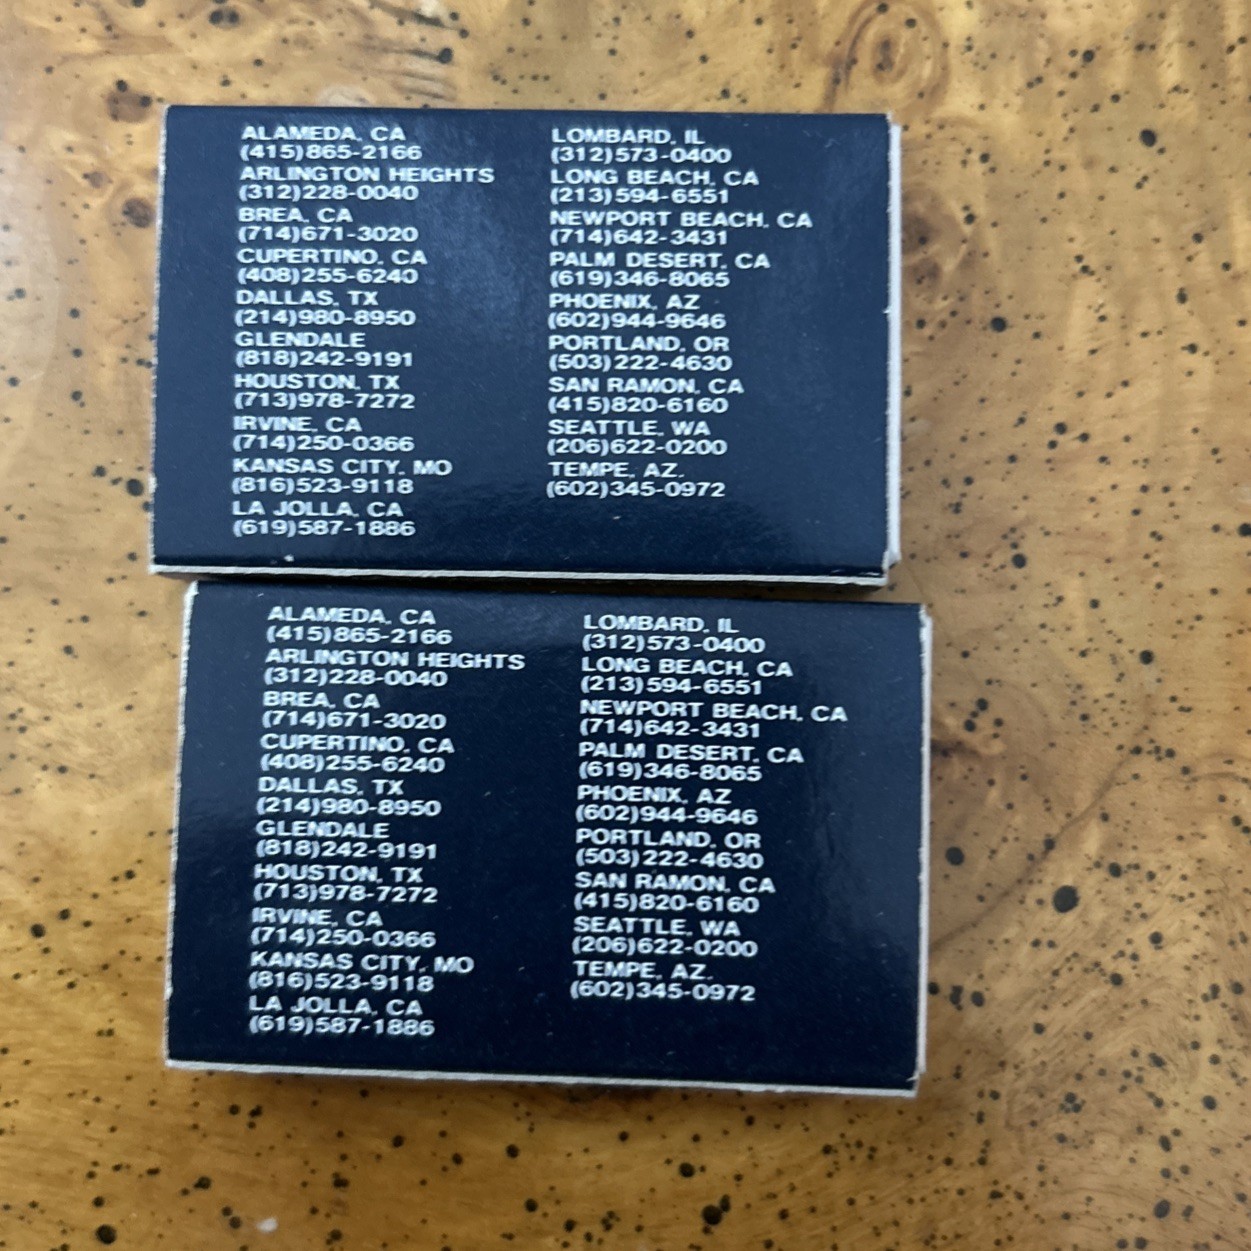 ALAMEDA, CA
(415)865-2166
ARLINGTON HEIGHTS
(312)228-0040
BREA, CA
(714)671-3020
CUPERTINO, CA
(408)255-6240
DALLAS, TX
(214)980-8950
GLENDALE
(818)242-9191
HOUSTON, TX
(713)978-7272
IRVINE, CA
(714)250-0366
KANSAS CITY, MO
(816)523-9118
LA JOLLA, CA
(619)587-1886
LOMBARD, IL
(312)573-0400
LONG BEACH, CA
(213)594-6551
NEWPORT BEACH, CA
(714)642-3431
PALM DESERT, CA
(619)346-8065
PHOENIX, AZ
(602)944-9646
PORTLAND, OR
(503)222-4630
SAN RAMON, CA
(415)820-6160
SEATTLE, WA
(206)622-0200
TEMPE, AZ.
(602)345-0972
ALAMEDA, CA
(415)865-2166
ARLINGTON HEIGHTS
(312)228-0040
BREA, CA
(714)671-3020
CUPERTINO, CA
(408)255-6240
DALLAS, TX
(214)980-8950
GLENDALE
(818)242-9191
HOUSTON, TX
(713)978-7272
IRVINE, CA
(714)250-0366
KANSAS CITY, MO
(816)523-9118
LA JOLLA, CA
(619)587-1886
LOMBARD, IL
(312)573-0400
LONG BEACH, CA
(213)594-6551
NEWPORT BEACH, CA
(714)642-3431
PALM DESERT, CA
(619)346-8065
PHOENIX, AZ
(602)944-9646
PORTLAND, OR
(503)222-4630
SAN RAMON, CA
(415)820-6160
SEATTLE, WA
(206)622-0200
TEMPE, AZ.
(602)345-0972